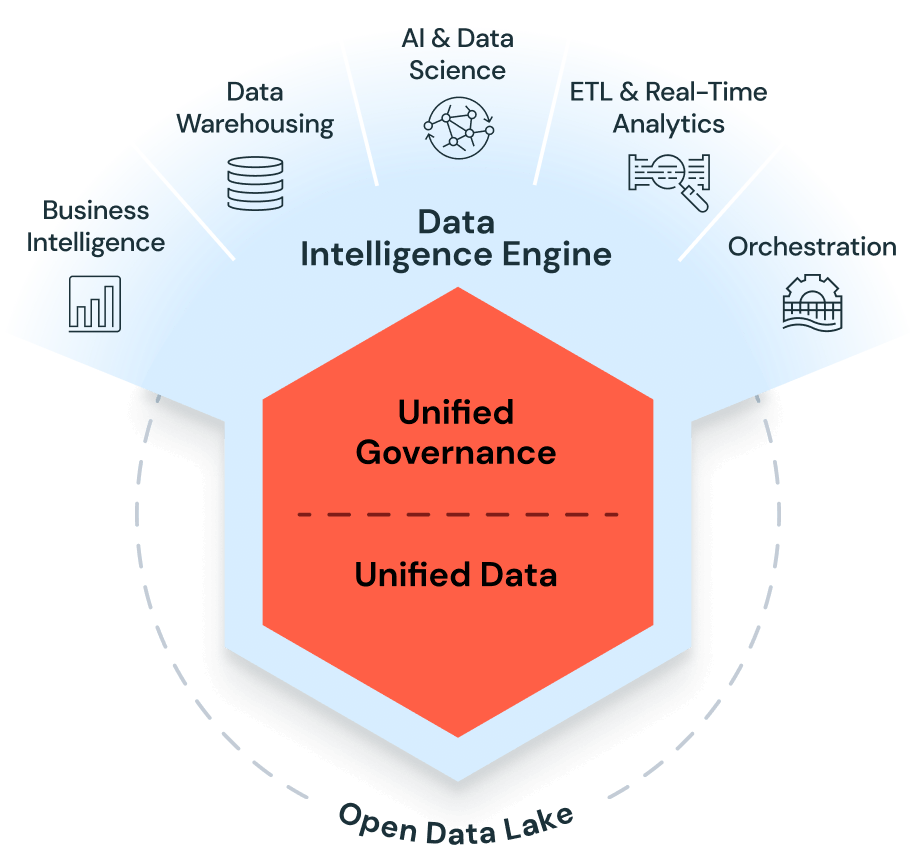 AI & Data
Science
Data
Warehousing
ETL & Real-Time
Analytics
Business
Intelligence
Orchestration
Data
Intelligence Engine
Unified
Governance
Unified Data
Open Data Lake